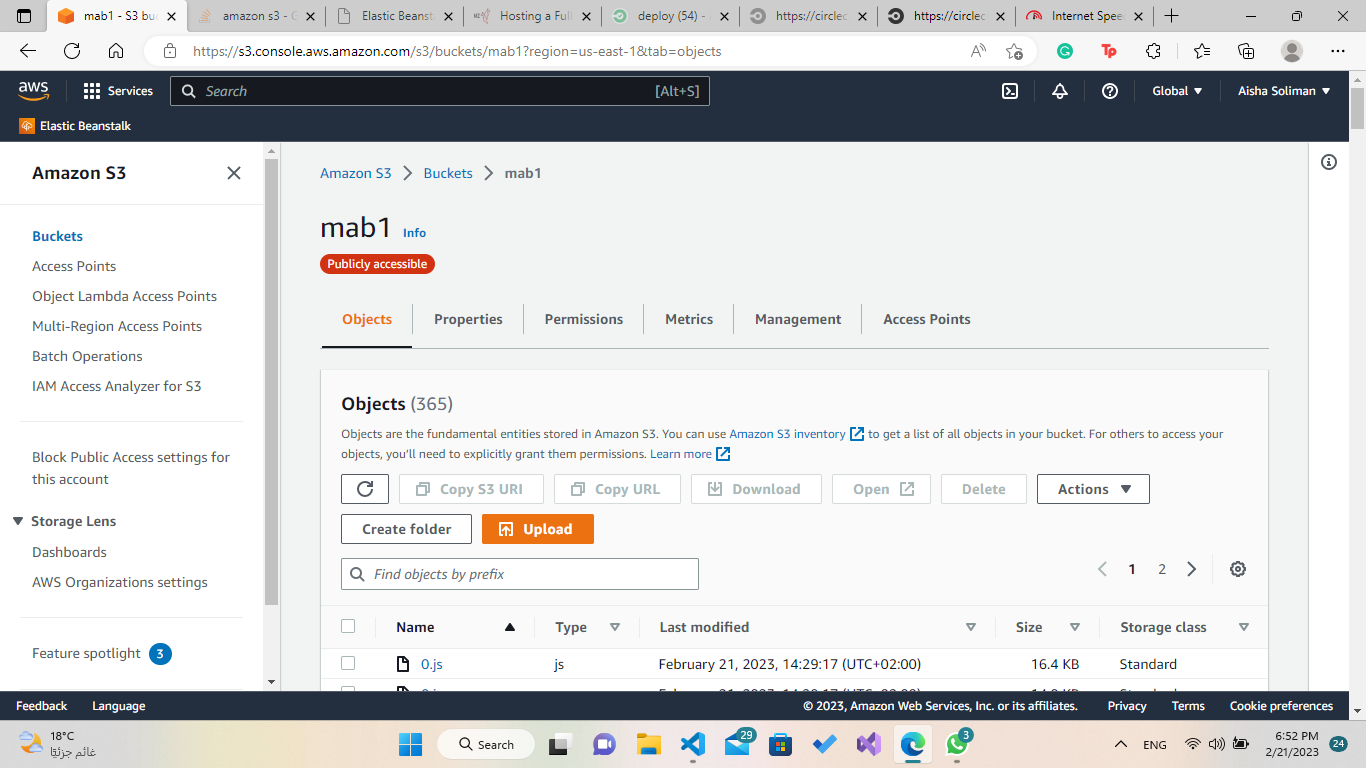 mab1 - S3 buc
amazon s3 - G
Elastic Beanst
Hosting a Full
deploy (54) -
https://circlec
https://circlec
Internet Spee
https://s3.console.aws.amazon.com/s3/buckets/mab1?region=us-east-1&tab=objects
aws
Services
Search
[Alt+S]
Global
Aisha Soliman
Elastic Beanstalk
Amazon S3
Buckets
Access Points
Object Lambda Access Points
Multi-Region Access Points
Batch Operations
IAM Access Analyzer for S3
Block Public Access settings for
this account
Storage Lens
Dashboards
AWS Organizations settings
Feature spotlight 3
Amazon S3 > Buckets > mab1
mab1 Info
Publicly accessible
Objects
Properties
Permissions
Metrics
Management
Access Points
Objects (365)
Objects are the fundamental entities stored in Amazon S3. You can use Amazon S3 inventory to get a list of all objects in your bucket. For others to access your
objects, you'll need to explicitly grant them permissions. Learn more
Copy S3 URI
Copy URL
Download
Open
Delete
Actions
Create folder
Upload
Find objects by prefix
1 2
Name Type Last modified Size Storage class
0.js js February 21, 2023, 14:29:17 (UTC+02:00) 16.4 KB Standard
Feedback
Language
© 2023, Amazon Web Services, Inc. or its affiliates.
Privacy
Terms
Cookie preferences
18°C
غائم جزئيًا
Search
29
3
ENG
6:52 PM
2/21/2023
24